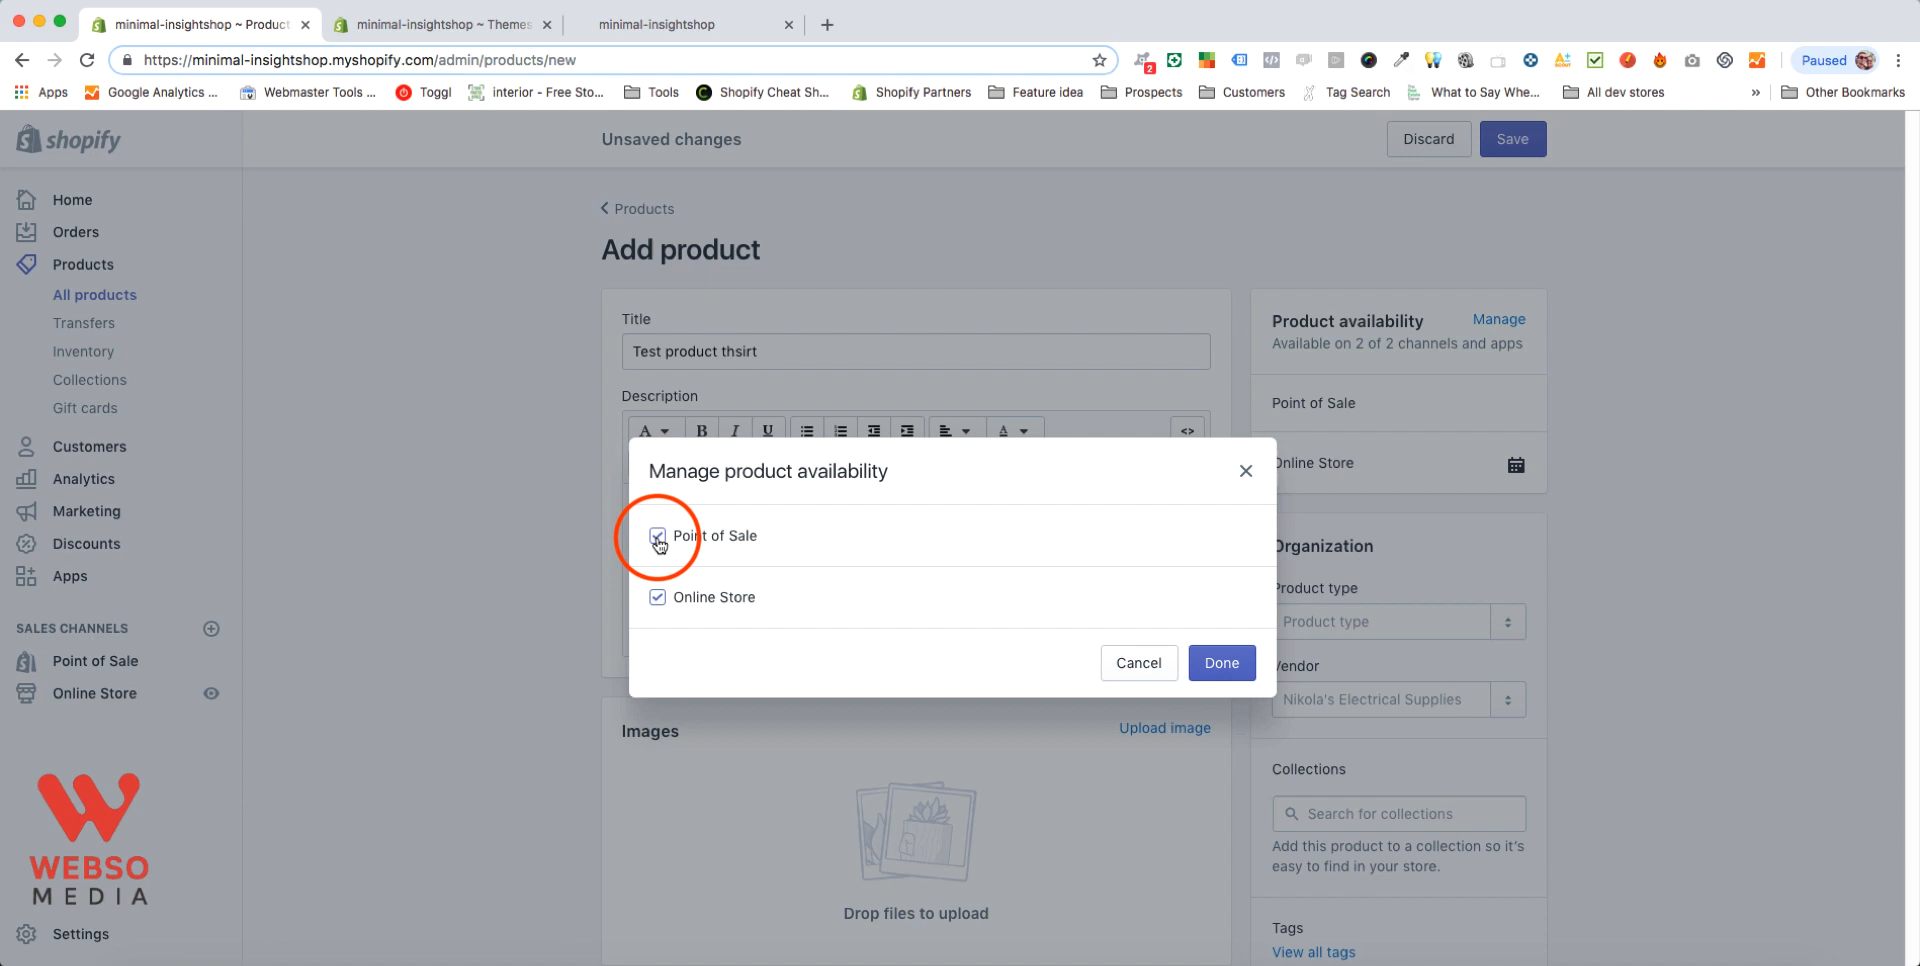 minimal-insightshop ~ Product
minimal-insightshop ~ Themes
minimal-insightshop
https://minimal-insightshop.myshopify.com/admin/products/new
2
Paused
Apps
Google Analytics ...
Webmaster Tools ...
Toggl
interior - Free Sto...
Tools
Shopify Cheat Sh...
Shopify Partners
Feature idea
Prospects
Customers
Tag Search
What to Say Whe...
All dev stores
»
Other Bookmarks
shopify
Unsaved changes
Discard
Save
Home
Orders
Products
All products
Transfers
Inventory
Collections
Gift cards
Customers
Analytics
Marketing
Discounts
Apps
SALES CHANNELS
Point of Sale
Online Store
WEBSO
MEDIA
Settings
Products
Add product
Title
Test product thsirt
Description
A B I U A <>
Manage product availability
Point of Sale
Online Store
Cancel
Done
Images
Upload image
Drop files to upload
Product availability
Manage
Available on 2 of 2 channels and apps
Point of Sale
Online Store
Organization
Product type
Product type
Vendor
Nikola's Electrical Supplies
Collections
Search for collections
Add this product to a collection so it's
easy to find in your store.
Tags
View all tags